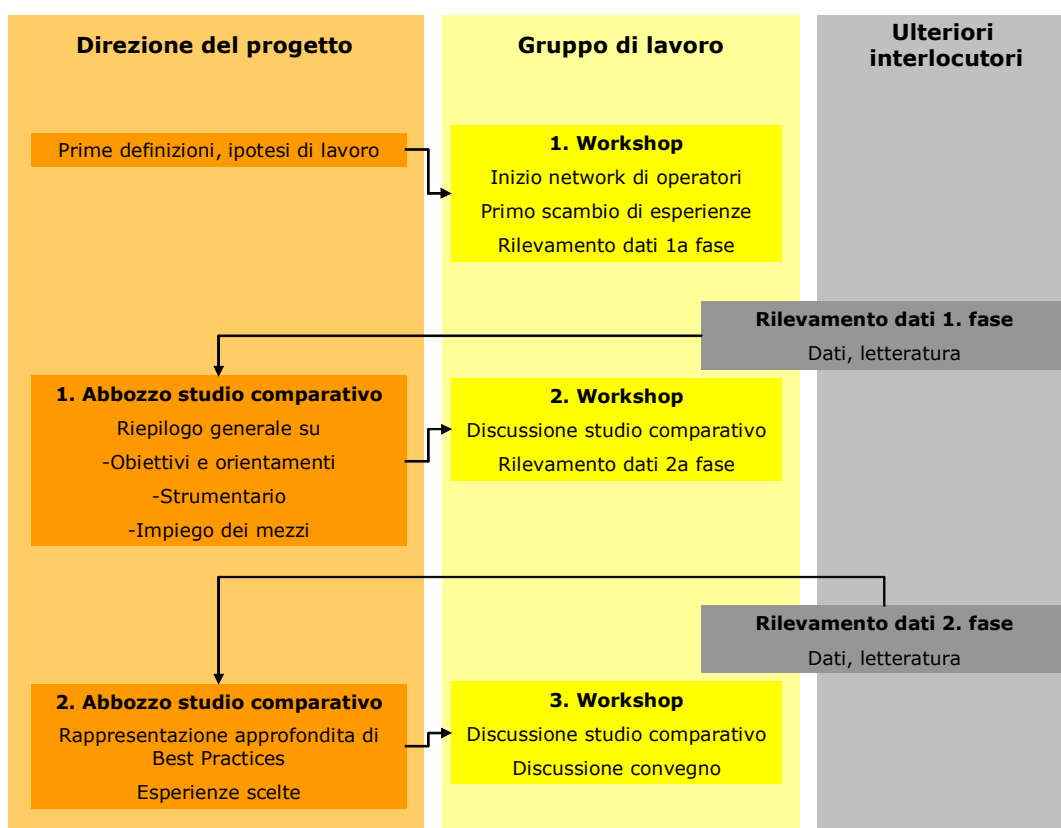 Direzione del progetto
Gruppo di lavoro
Ulteriori
interlocutori
Prime definizioni, ipotesi di lavoro
1. Workshop
Inizio network di operatori
Primo scambio di esperienze
Rilevamento dati 1a fase
Rilevamento dati 1. fase
Dati, letteratura
1. Abbozzo studio comparativo
Riepilogo generale su
-Obiettivi e orientamenti
-Strumentario
-Impiego dei mezzi
2. Workshop
Discussione studio comparativo
Rilevamento dati 2a fase
Rilevamento dati 2. fase
Dati, letteratura
2. Abbozzo studio comparativo
Rappresentazione approfondita di
Best Practices
Esperienze scelte
3. Workshop
Discussione studio comparativo
Discussione convegno